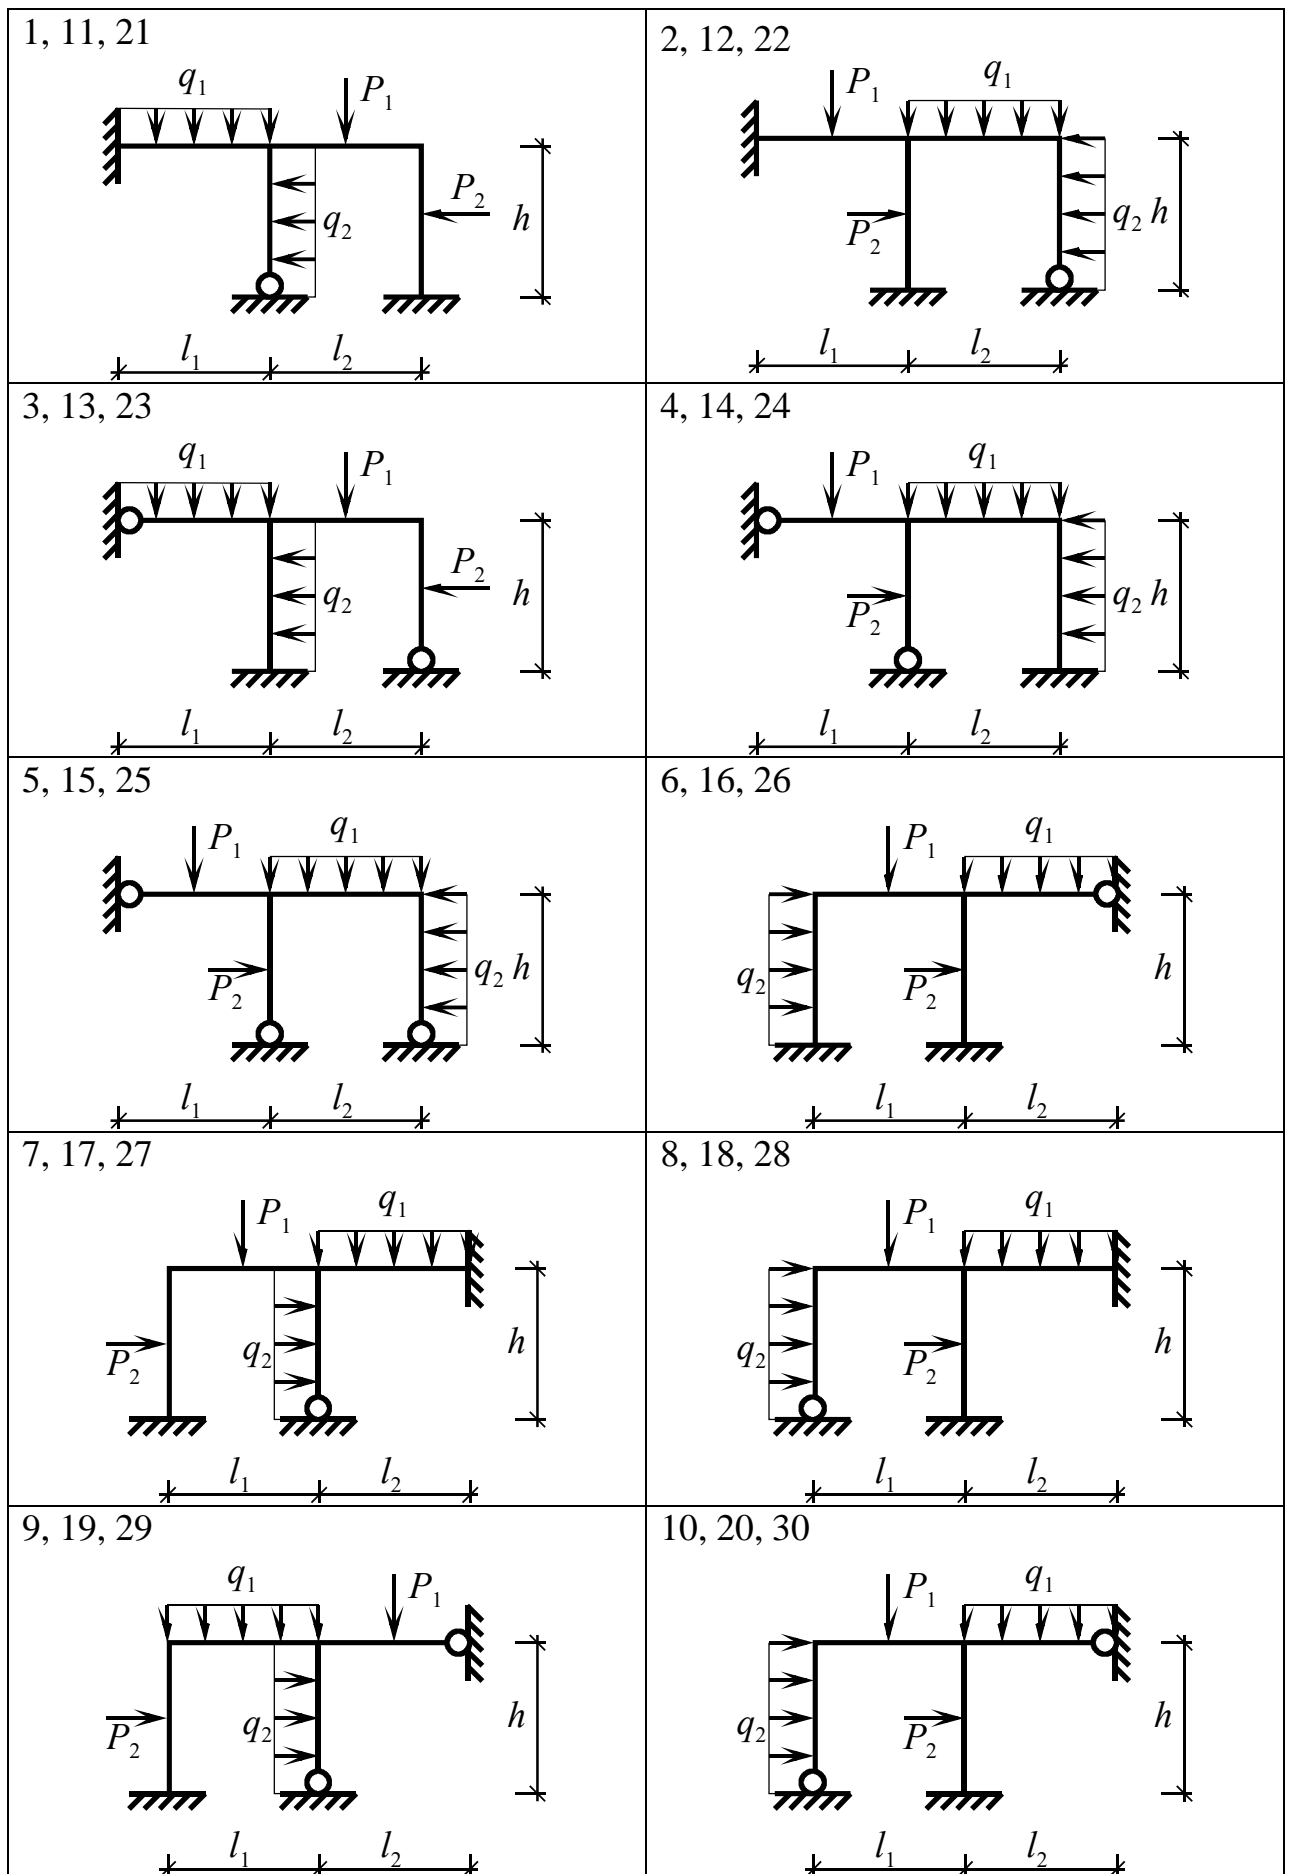 1, 11, 21
q1
P1
P2
q2
h
l1
l2
2, 12, 22
P1
q1
P2
q2 h
l1
l2
3, 13, 23
q1
P1
P2
q2
h
l1
l2
4, 14, 24
P1
q1
P2
q2 h
l1
l2
5, 15, 25
P1
q1
P2
q2 h
l1
l2
6, 16, 26
P1
q1
q2
P2
h
l1
l2
7, 17, 27
P1
q1
P2
q2
h
l1
l2
8, 18, 28
P1
q1
q2
P2
h
l1
l2
9, 19, 29
q1
P1
P2
q2
h
l1
l2
10, 20, 30
P1
q1
q2
P2
h
l1
l2